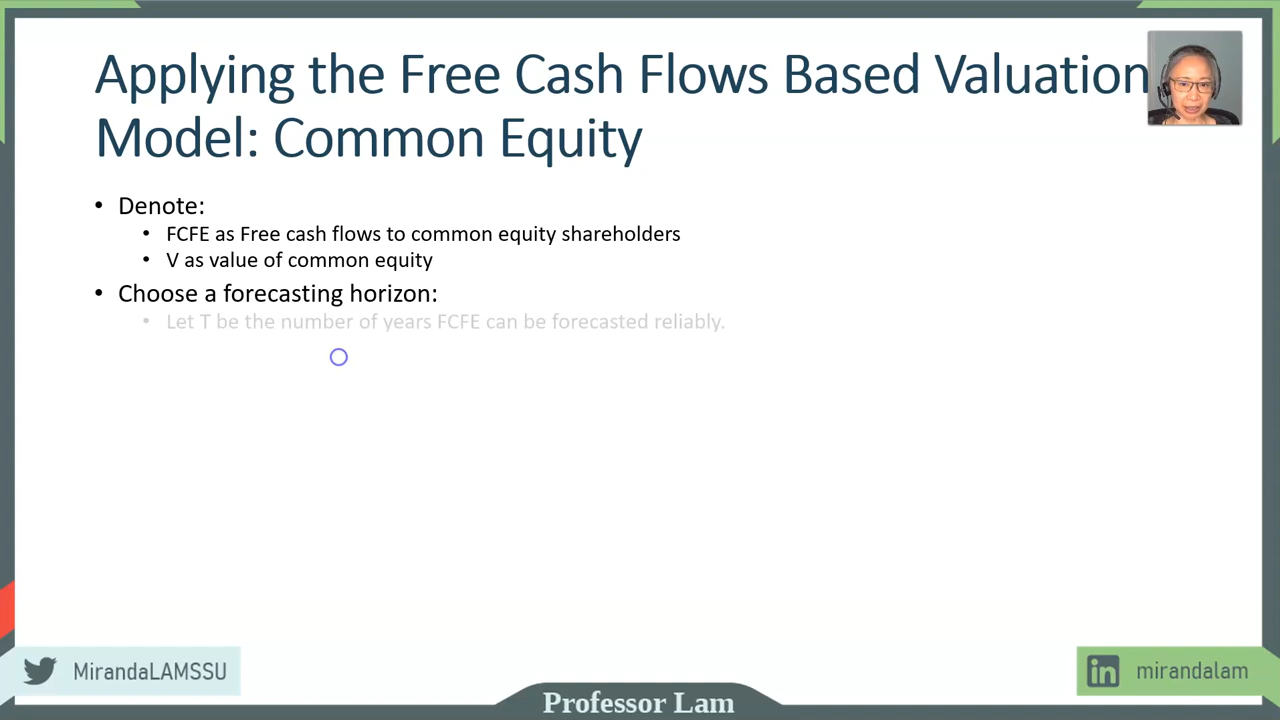 Applying the Free Cash Flows Based Valuation
Model: Common Equity
• Denote:
• FCFE as Free cash flows to common equity shareholders
• V as value of common equity
• Choose a forecasting horizon:
• Let T be the number of years FCFE can be forecasted reliably.
MirandaLAMSSU
Professor Lam
in mirandalam